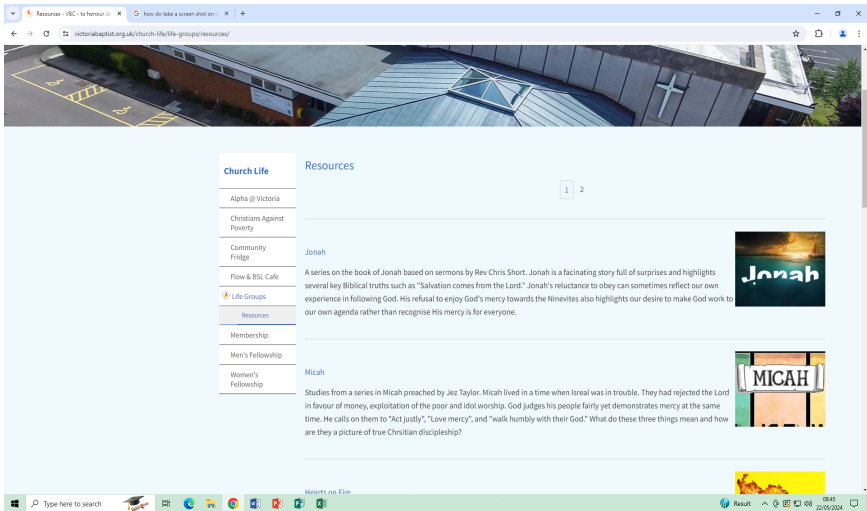 Resources - VBC - to honour Je
how do take a screen shot on m
victoriabaptist.org.uk/church-life/life-groups/resources/
Church Life
Alpha @ Victoria
Christians Against
Poverty
Community
Fridge
Flow & BSL Cafe
Life Groups
Resources
Membership
Men's Fellowship
Women's
Fellowship
Resources
1 2
Jonah
A series on the book of Jonah based on sermons by Rev Chris Short. Jonah is a facinating story full of surprises and highlights
several key Biblical truths such as "Salvation comes from the Lord." Jonah's reluctance to obey can sometimes reflect our own
experience in following God. His refusal to enjoy God's mercy towards the Ninevites also highlights our desire to make God work to
our own agenda rather than recognise His mercy is for everyone.
Jonah
Micah
Studies from a series in Micah preached by Jez Taylor. Micah lived in a time when Isreal was in trouble. They had rejected the Lord
in favour of money, exploitation of the poor and idol worship. God judges his people fairly yet demonstrates mercy at the same
time. He calls on them to "Act justly", "Love mercy", and "walk humbly with their God." What do these three things mean and how
are they a picture of true Chrsitian discipleship?
MICAH
Hearts on Fire
Type here to search
Result
08:45
22/05/2024